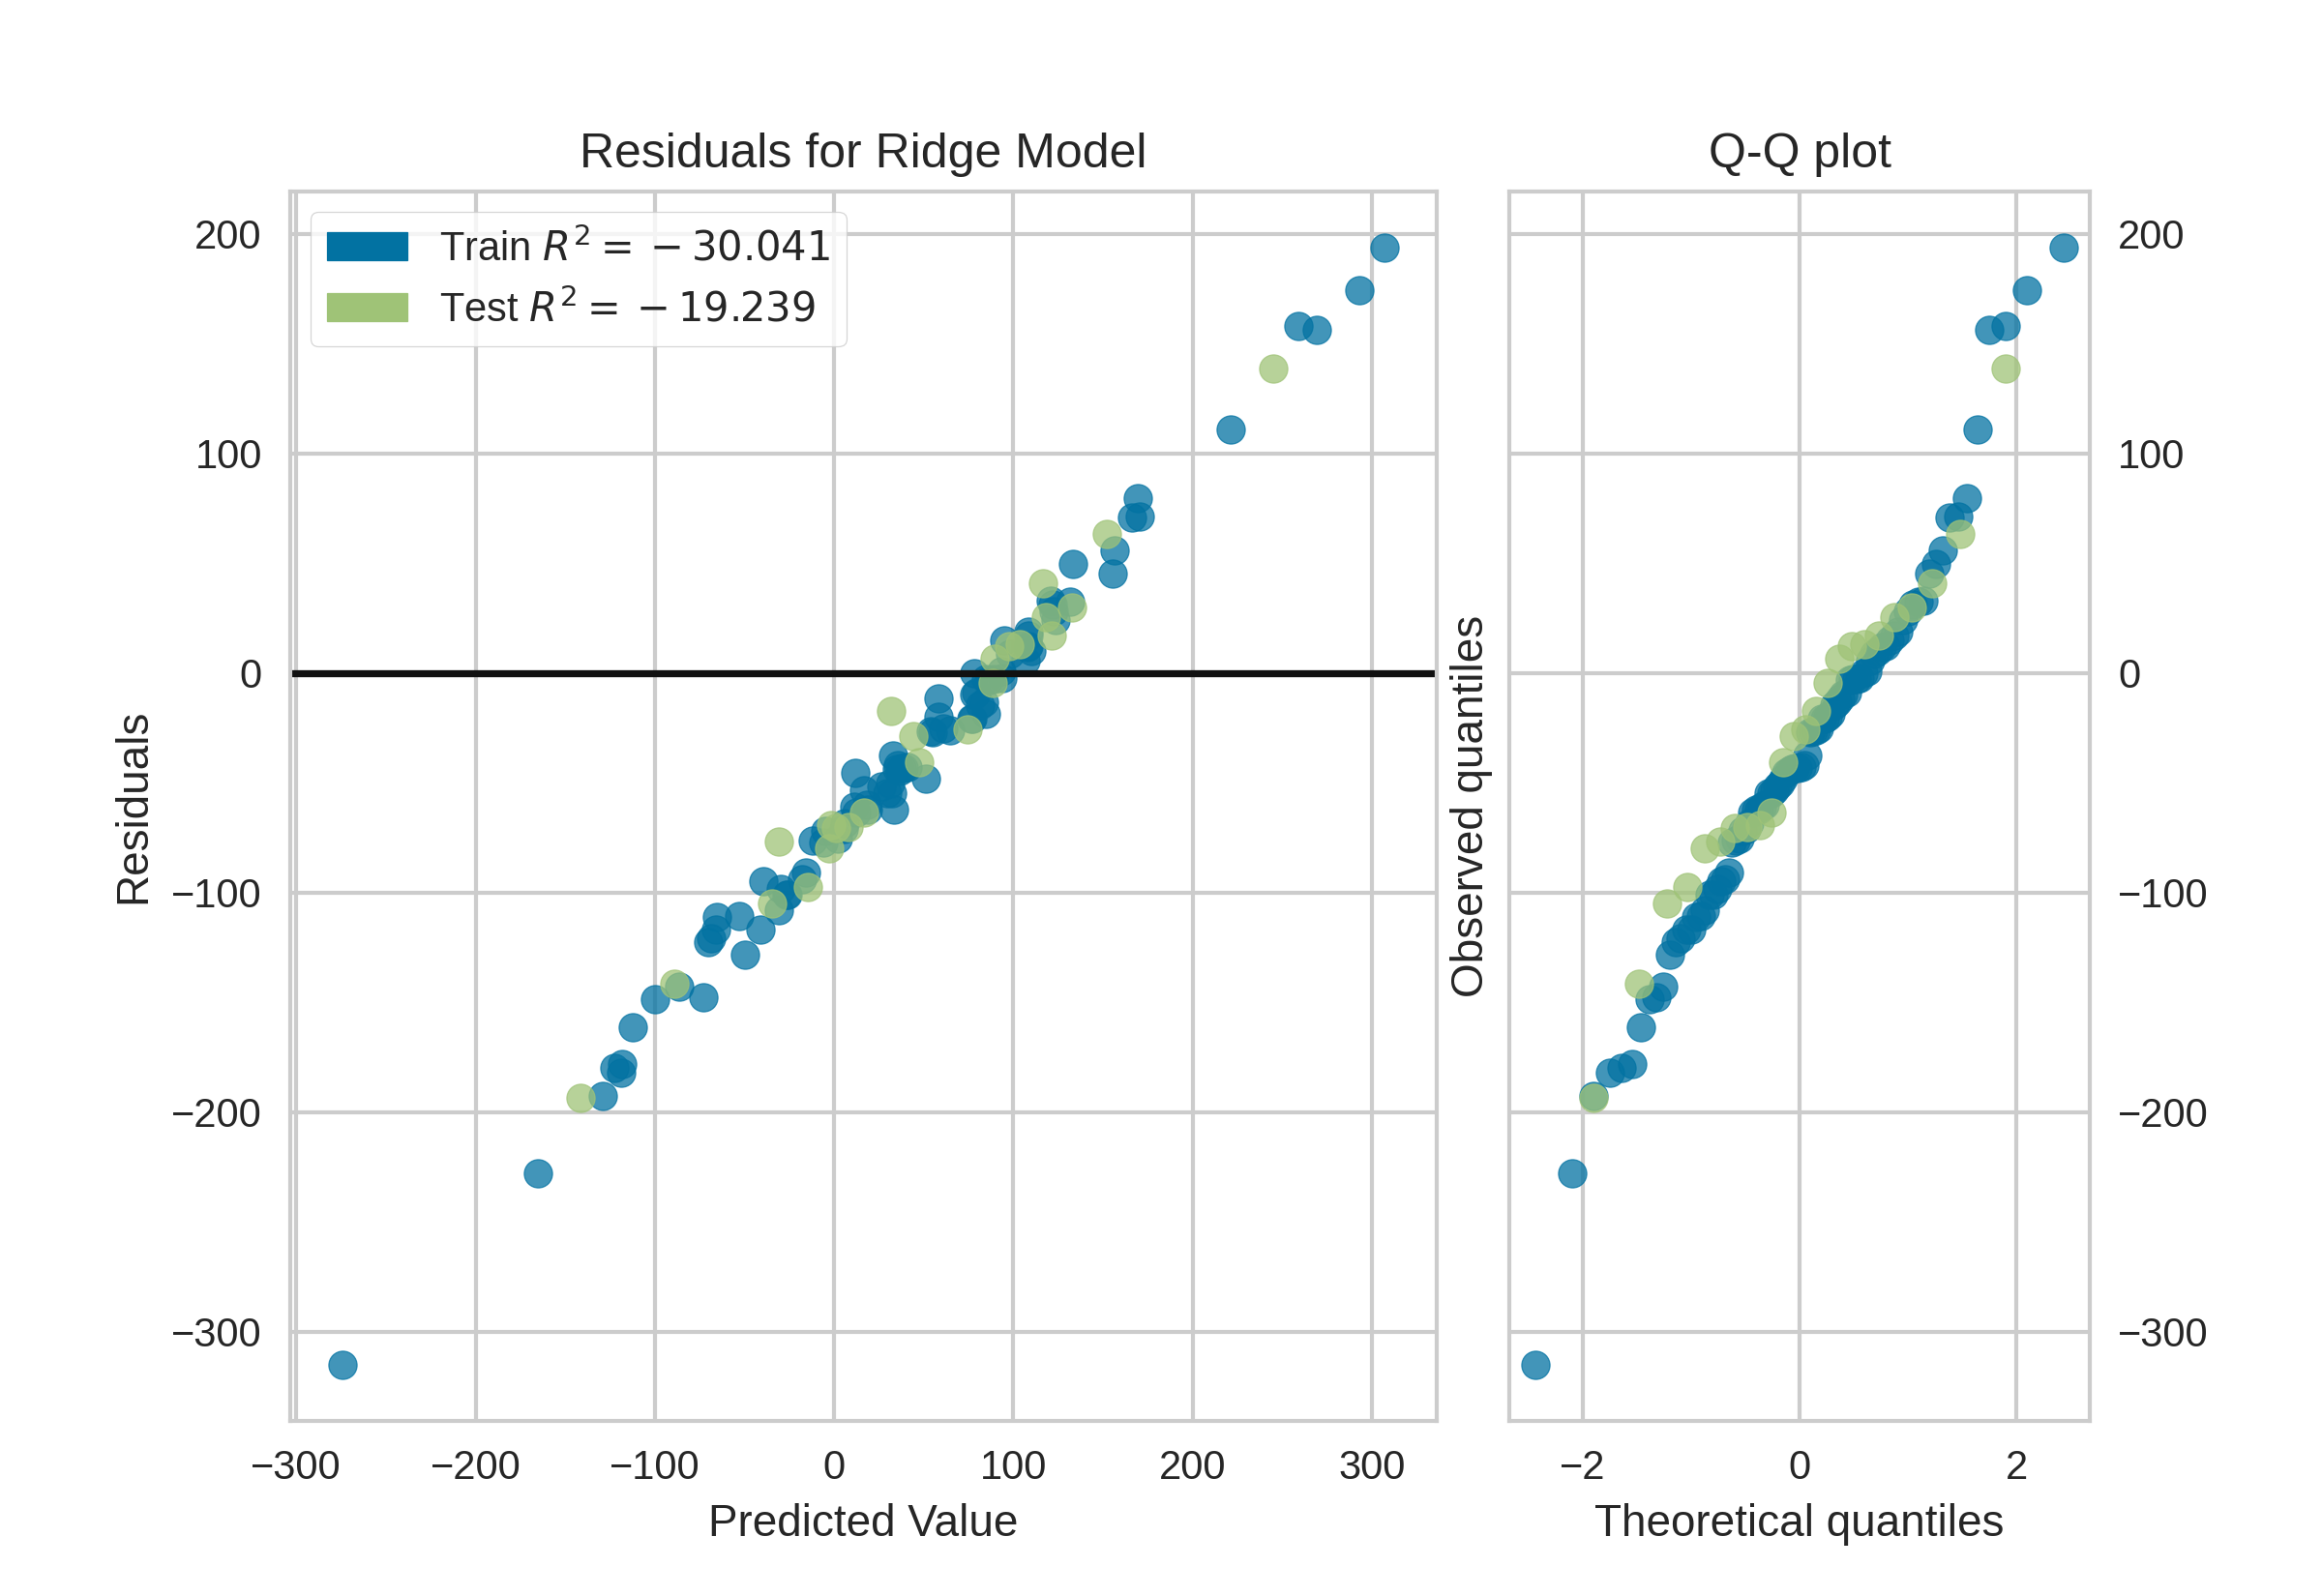 Residuals for Ridge Model
Train R² = −30.041
Test R² = −19.239
200
100
0
−100
−200
−300
Residuals
−300 −200 −100 0 100 200 300
Predicted Value
Q-Q plot
Observed quantiles
200
100
0
−100
−200
−300
−2 0 2
Theoretical quantiles